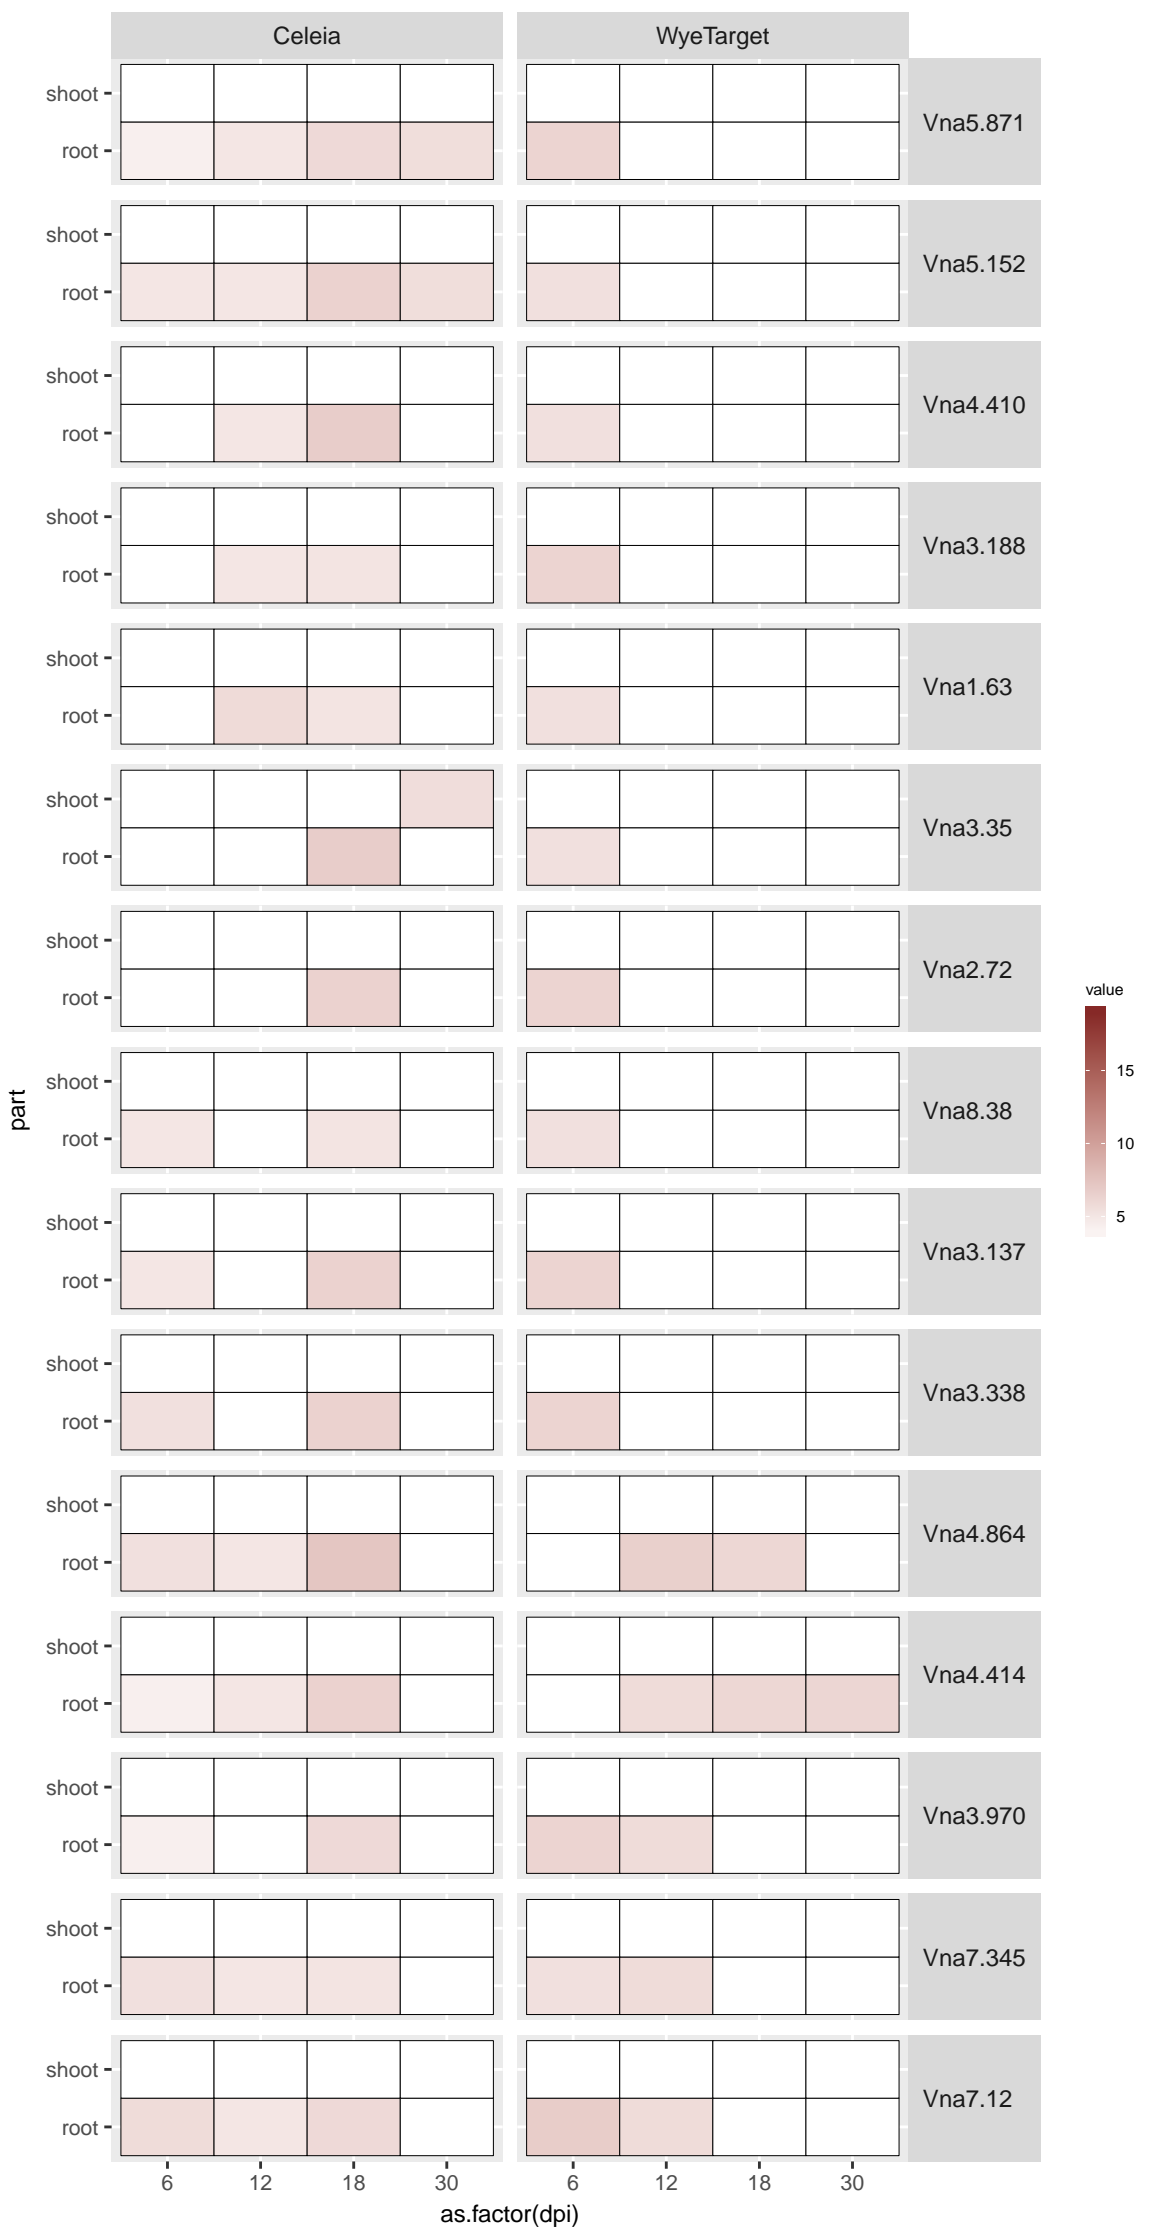 Celeia WyeTarget
shoot
root
Vna5.871
shoot
root
Vna5.152
shoot
root
Vna4.410
shoot
root
Vna3.188
shoot
root
Vna1.63
shoot
root
Vna3.35
shoot
root
Vna2.72
shoot
root
Vna8.38
shoot
root
Vna3.137
shoot
root
Vna3.338
shoot
root
Vna4.864
shoot
root
Vna4.414
shoot
root
Vna3.970
shoot
root
Vna7.345
shoot
root
Vna7.12
6 12 18 30 6 12 18 30
as.factor(dpi)
part
value
15
10
5